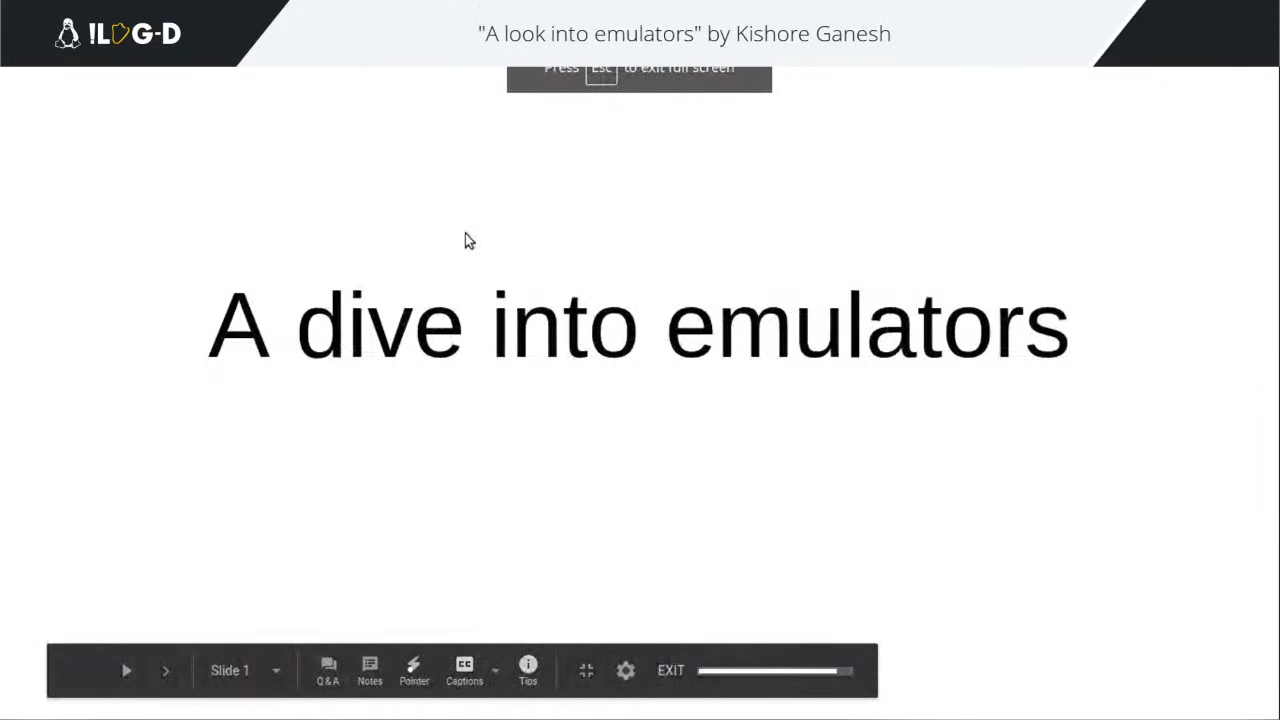 !LUG-D
"A look into emulators" by Kishore Ganesh
Press Esc to exit full screen
A dive into emulators
Slide 1
Q&A
Notes
Pointer
CC
Captions
Tips
EXIT